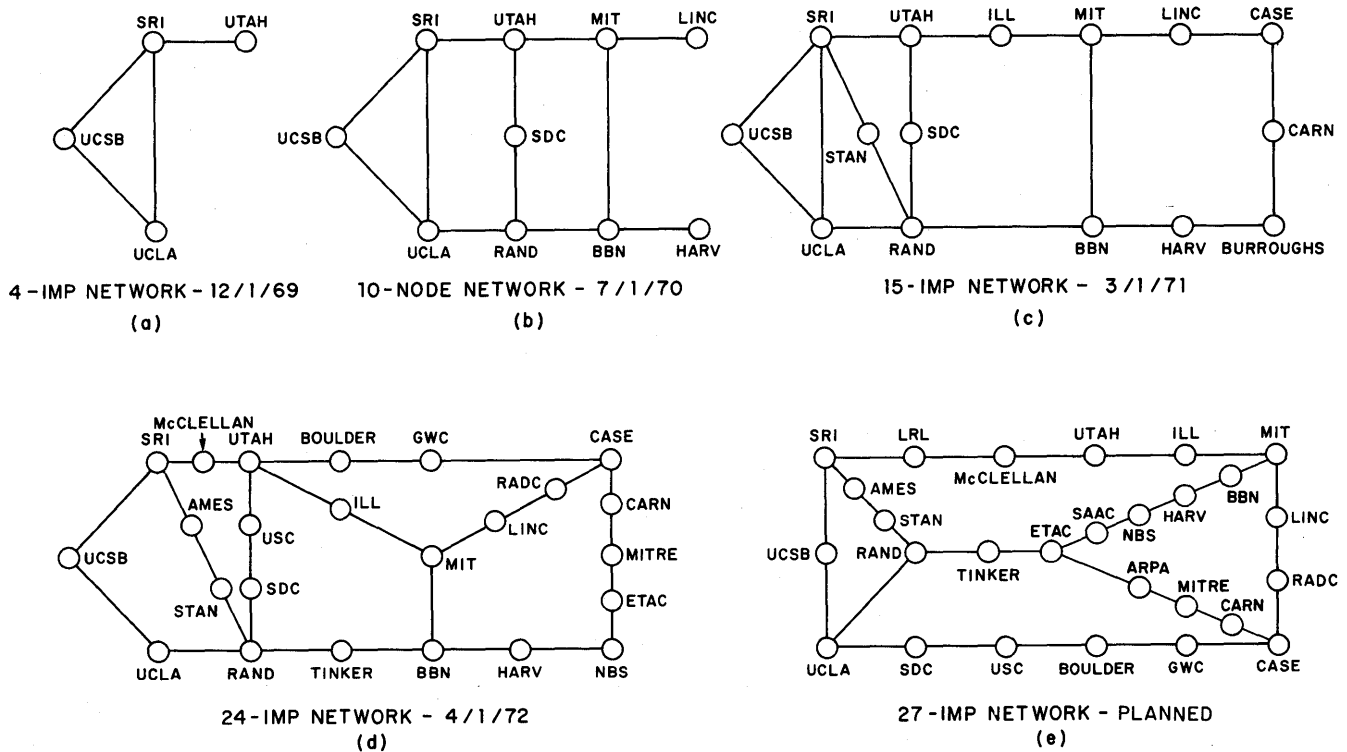 SRI
UTAH
UCSB
UCLA
4-IMP NETWORK - 12/1/69
(a)
SRI
UTAH
MIT
LINC
UCSB
SDC
UCLA
RAND
BBN
HARV
10-NODE NETWORK - 7/1/70
(b)
SRI
UTAH
ILL
MIT
LINC
CASE
UCSB
STAN
SDC
CARN
UCLA
RAND
BBN
HARV
BURROUGHS
15-IMP NETWORK - 3/1/71
(c)
McCLELLAN
SRI
UTAH
BOULDER
GWC
CASE
RADC
AMES
ILL
LINC
CARN
USC
UCSB
MIT
MITRE
STAN
SDC
ETAC
UCLA
RAND
TINKER
BBN
HARV
NBS
24-IMP NETWORK - 4/1/72
(d)
SRI
LRL
McCLELLAN
UTAH
ILL
MIT
AMES
BBN
STAN
SAAC
HARV
LINC
UCSB
RAND
TINKER
ETAC
NBS
ARPA
MITRE
CARN
RADC
UCLA
SDC
USC
BOULDER
GWC
CASE
27-IMP NETWORK - PLANNED
(e)